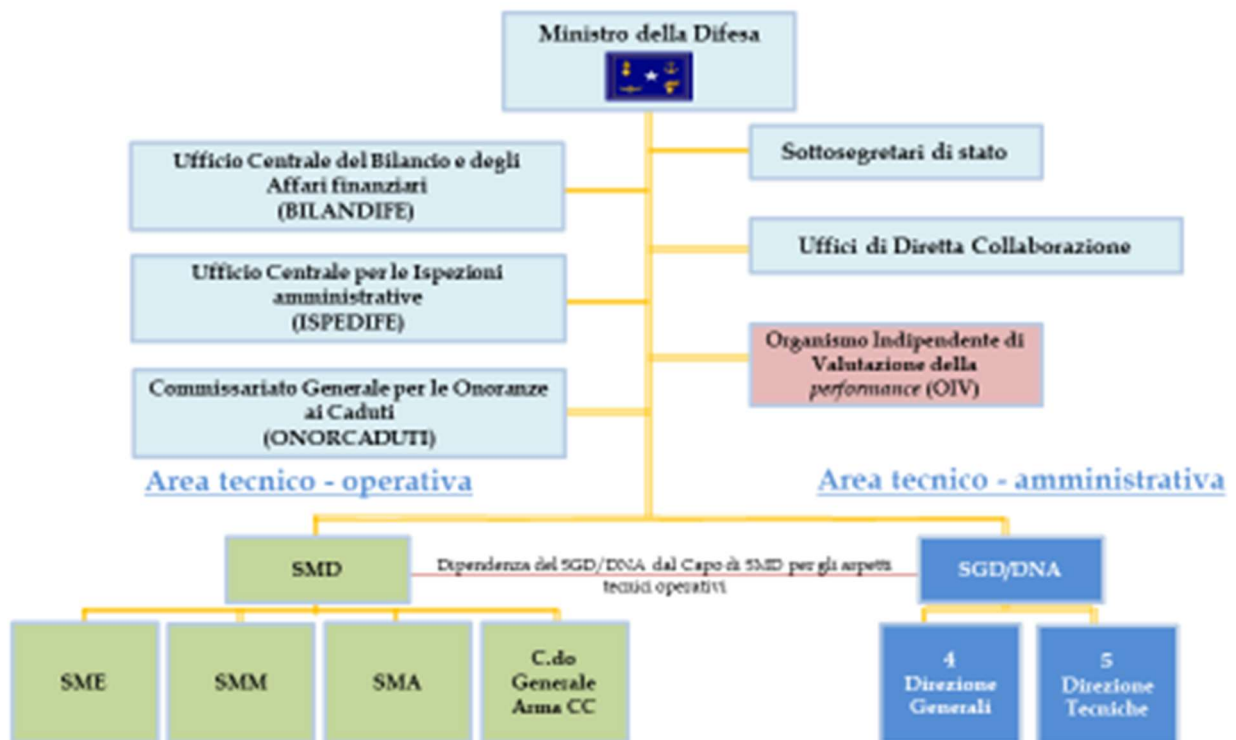 Ministro della Difesa
Ufficio Centrale del Bilancio e degli
Affari finanziari
(BILANDIFE)
Sottosegretari di stato
Uffici di Diretta Collaborazione
Ufficio Centrale per le Ispezioni
amministrative
(ISPEDIFE)
Organismo Indipendente di
Valutazione della
performance (OIV)
Commissariato Generale per le Onoranze
ai Caduti
(ONORCADUTI)
Area tecnico - operativa
Area tecnico - amministrativa
SMD
Dipendenza del SGD/DNA dal Capo di SMD per gli aspetti
tecnici operativi
SGD/DNA
SME
SMM
SMA
C.do
Generale
Arma CC
4
Direzione
Generali
5
Direzione
Tecniche